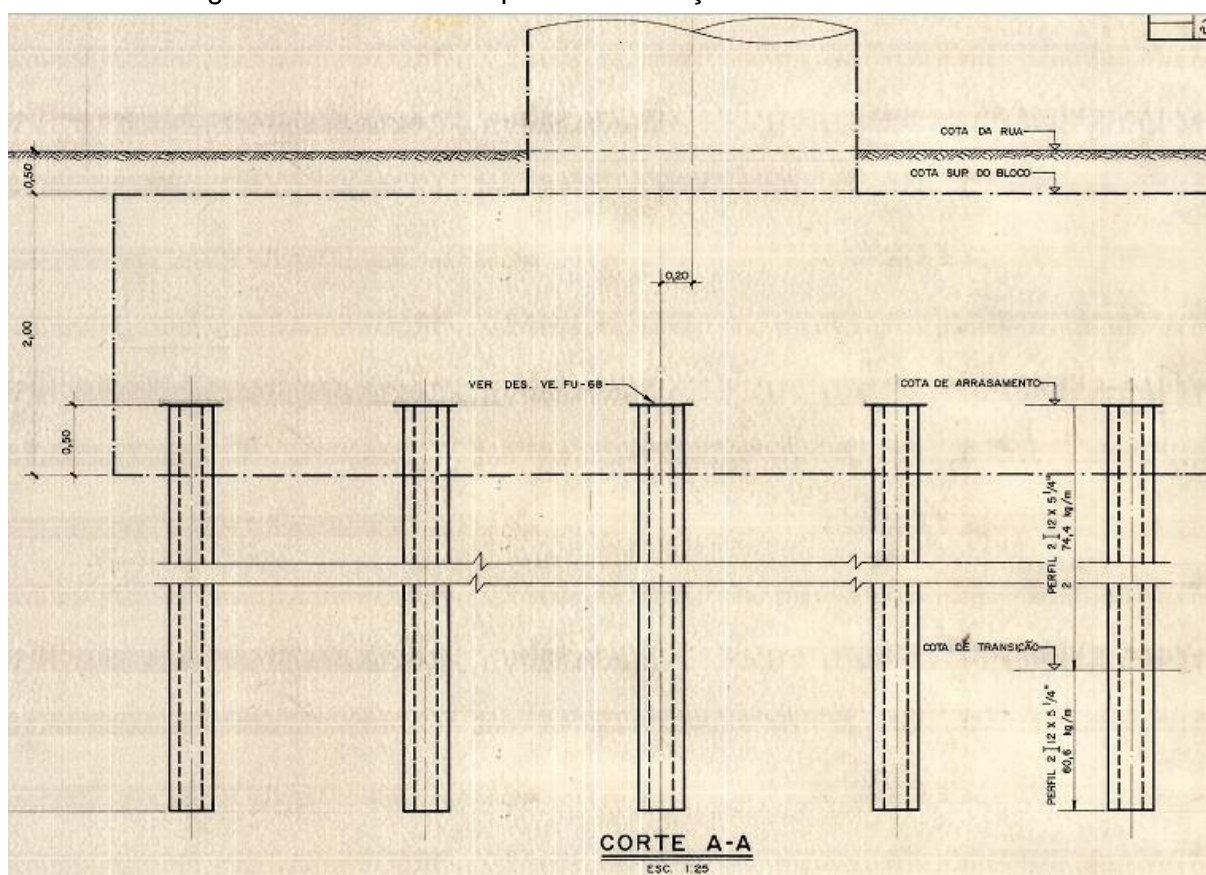 COTA DA RUA
0,50
COTA SUR DO BLOCO
0,20
2,00
VER DES. VE. FU-68
COTA DE ARRASAMENTO
0,50
PERFIL 2 I 12 X 5 1/4"
74,4 kg/m
2
COTA DE TRANSIÇÃO
PERFIL 2 I 12 X 5 1/4"
60,6 kg/m
CORTE A-A
ESC. 1:25